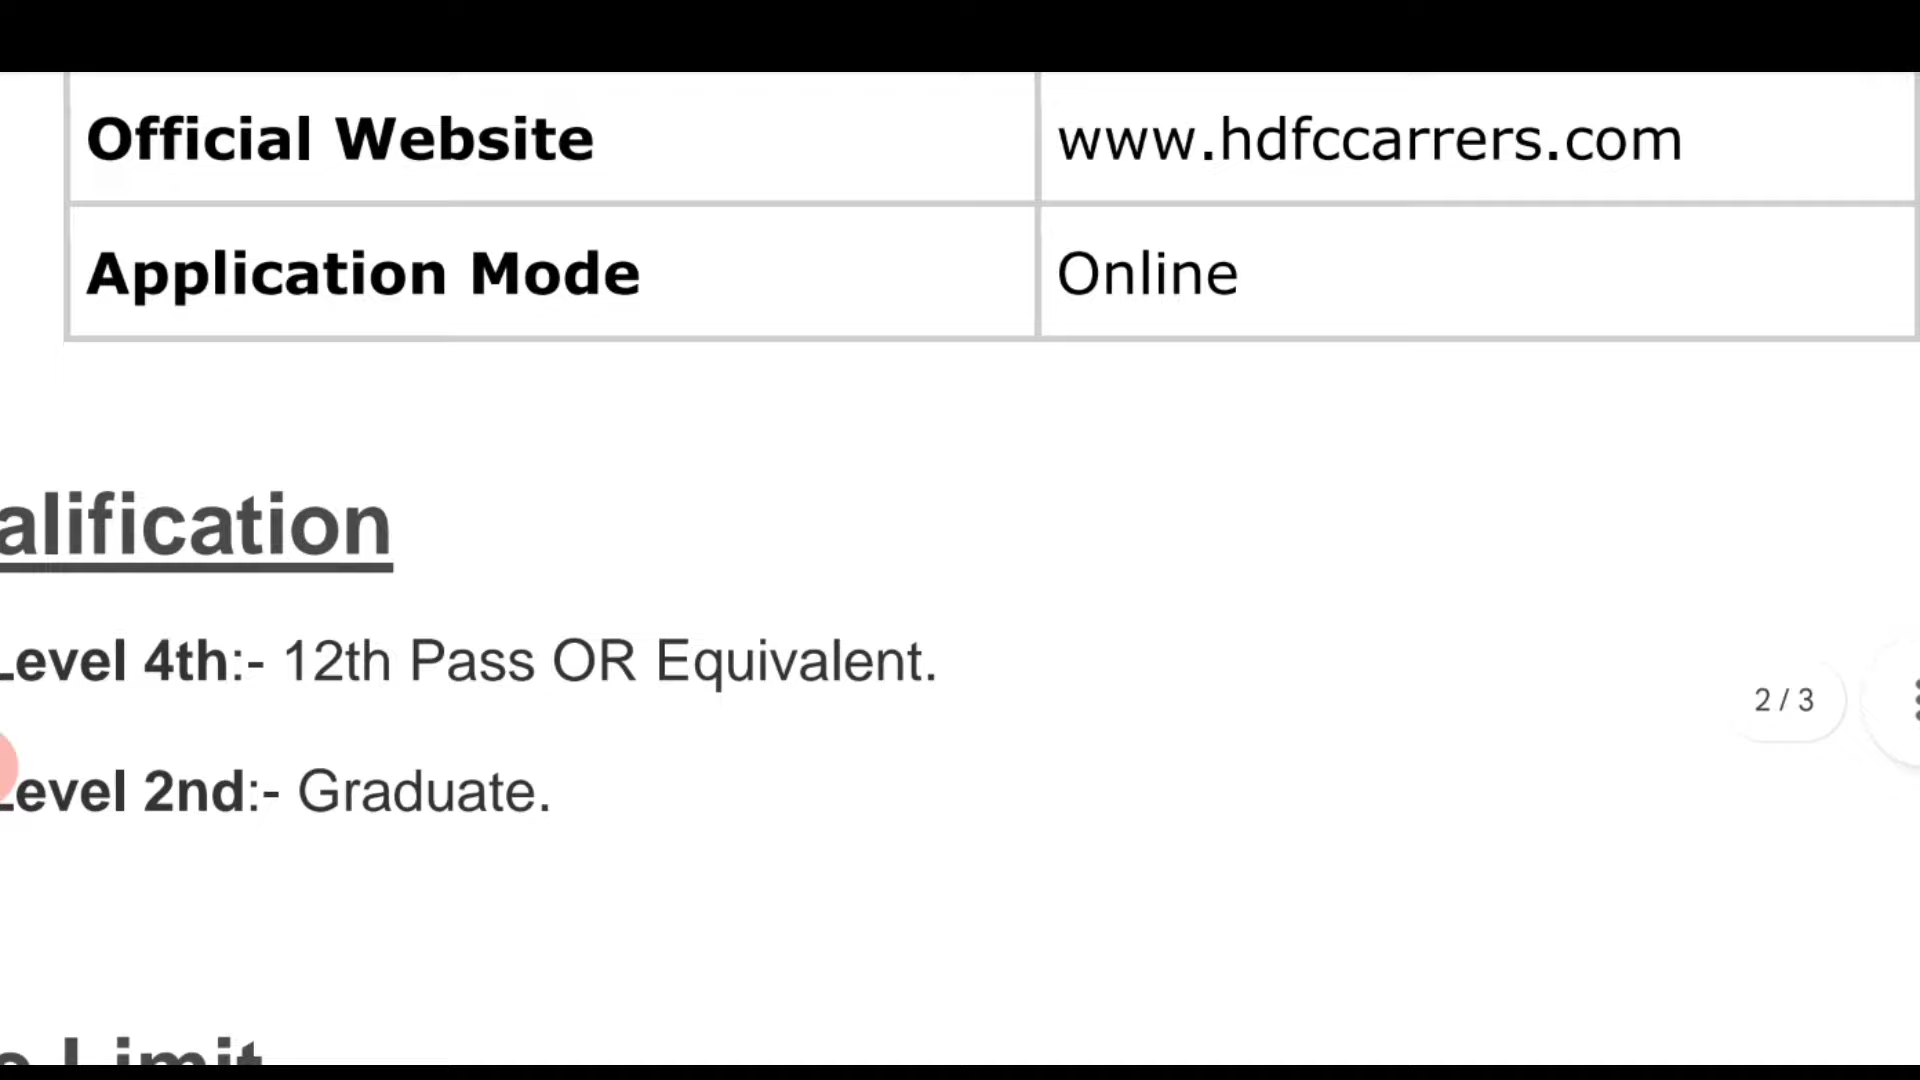 Official Website www.hdfccarrers.com
Application Mode Online
alification
Level 4th:- 12th Pass OR Equivalent.
2 / 3
Level 2nd:- Graduate.
e Limit